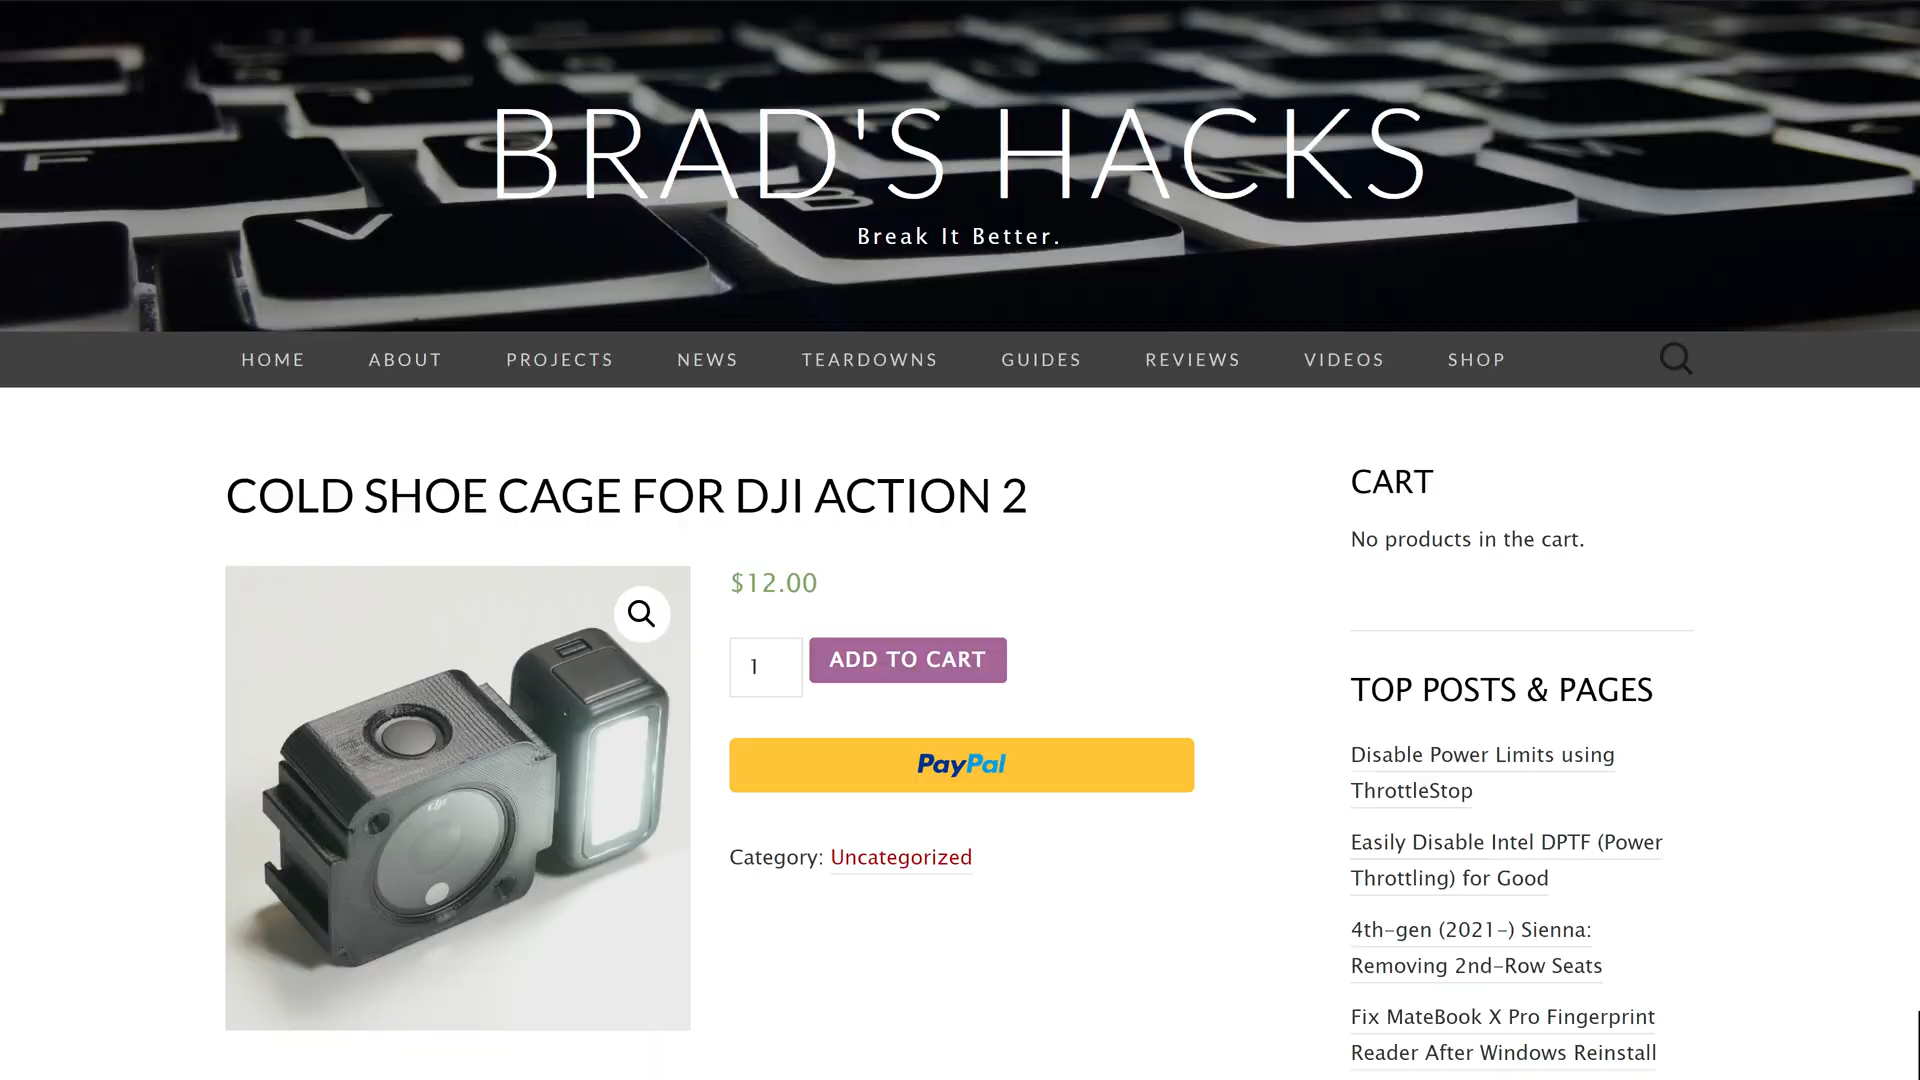 BRAD'S HACKS
Break It Better.
HOME ABOUT PROJECTS NEWS TEARDOWNS GUIDES REVIEWS VIDEOS SHOP
COLD SHOE CAGE FOR DJI ACTION 2
$12.00
1 ADD TO CART
PayPal
Category: Uncategorized
CART
No products in the cart.
TOP POSTS & PAGES
Disable Power Limits using
ThrottleStop
Easily Disable Intel DPTF (Power
Throttling) for Good
4th-gen (2021-) Sienna:
Removing 2nd-Row Seats
Fix MateBook X Pro Fingerprint
Reader After Windows Reinstall
F
V
B
N
M
dji